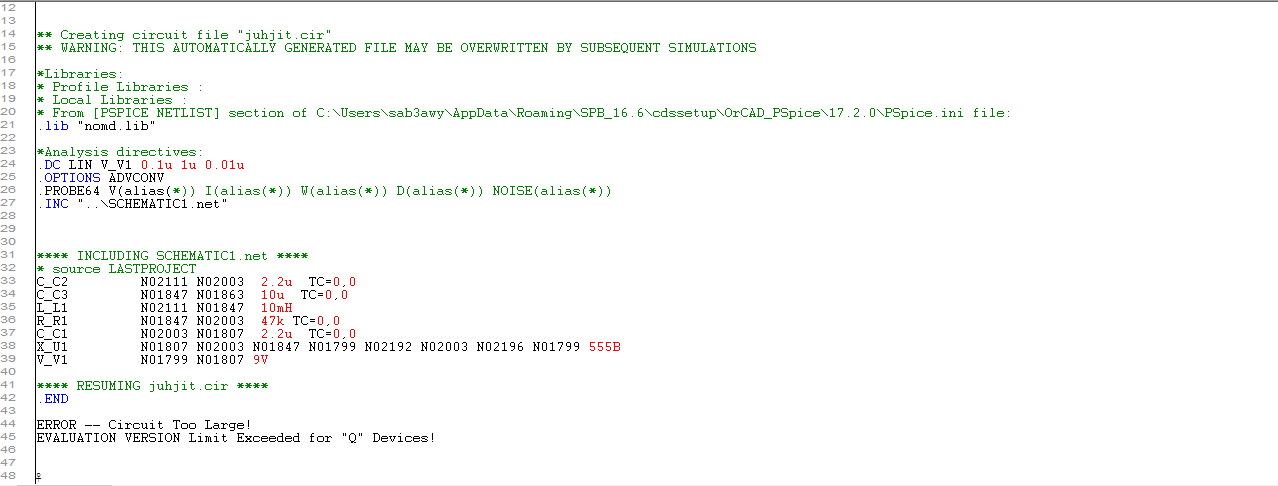 12
13
14 ** Creating circuit file "juhjit.cir"
15 ** WARNING: THIS AUTOMATICALLY GENERATED FILE MAY BE OVERWRITTEN BY SUBSEQUENT SIMULATIONS
16
17 *Libraries:
18 * Profile Libraries :
19 * Local Libraries :
20 * From [PSPICE NETLIST] section of C:\Users\sab3awy\AppData\Roaming\SPB_16.6\cdssetup\OrCAD_PSpice\17.2.0\PSpice.ini file:
21 .lib "nomd.lib"
22
23 *Analysis directives:
24 .DC LIN V_V1 0.1u 1u 0.01u
25 .OPTIONS ADVCONV
26 .PROBE64 V(alias(*)) I(alias(*)) W(alias(*)) D(alias(*)) NOISE(alias(*))
27 .INC "..\SCHEMATIC1.net"
28
29
30
31 **** INCLUDING SCHEMATIC1.net ****
32 * source LASTPROJECT
33 C_C2 N02111 N02003 2.2u TC=0,0
34 C_C3 N01847 N01863 10u TC=0,0
35 L_L1 N02111 N01847 10mH
36 R_R1 N01847 N02003 47k TC=0,0
37 C_C1 N02003 N01807 2.2u TC=0,0
38 X_U1 N01807 N02003 N01847 N01799 N02192 N02003 N02196 N01799 555B
39 V_V1 N01799 N01807 9V
40
41 **** RESUMING juhjit.cir ****
42 .END
43
44 ERROR -- Circuit Too Large!
45 EVALUATION VERSION Limit Exceeded for "Q" Devices!
46
47
48